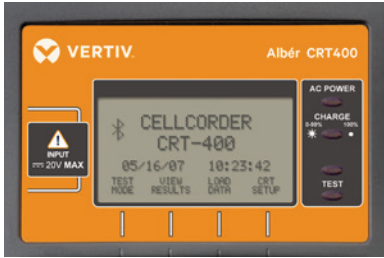 VERTIV.
Albér CRT400
AC POWER
CHARGE
0-99% 100%
CELLCORDER
CRT-400
05/16/07 10:23:42
TEST MODE
VIEW RESULTS
LOAD DATA
CRT SETUP
INPUT
20V MAX
TEST